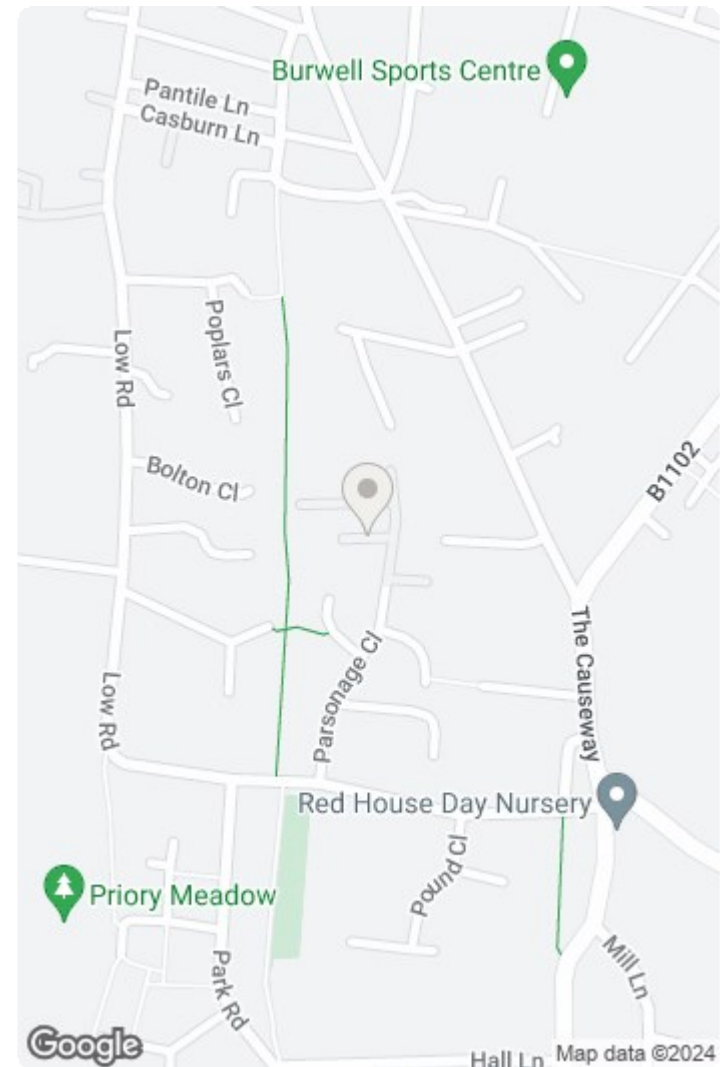 Burwell Sports Centre
Pantile Ln
Casburn Ln
Poplars Cl
Low Rd
Bolton Cl
B1102
The Causeway
Parsonage Cl
Low Rd
Red House Day Nursery
Pound Cl
Priory Meadow
Park Rd
Mill Ln
Google
Hall Ln
Map data ©2024